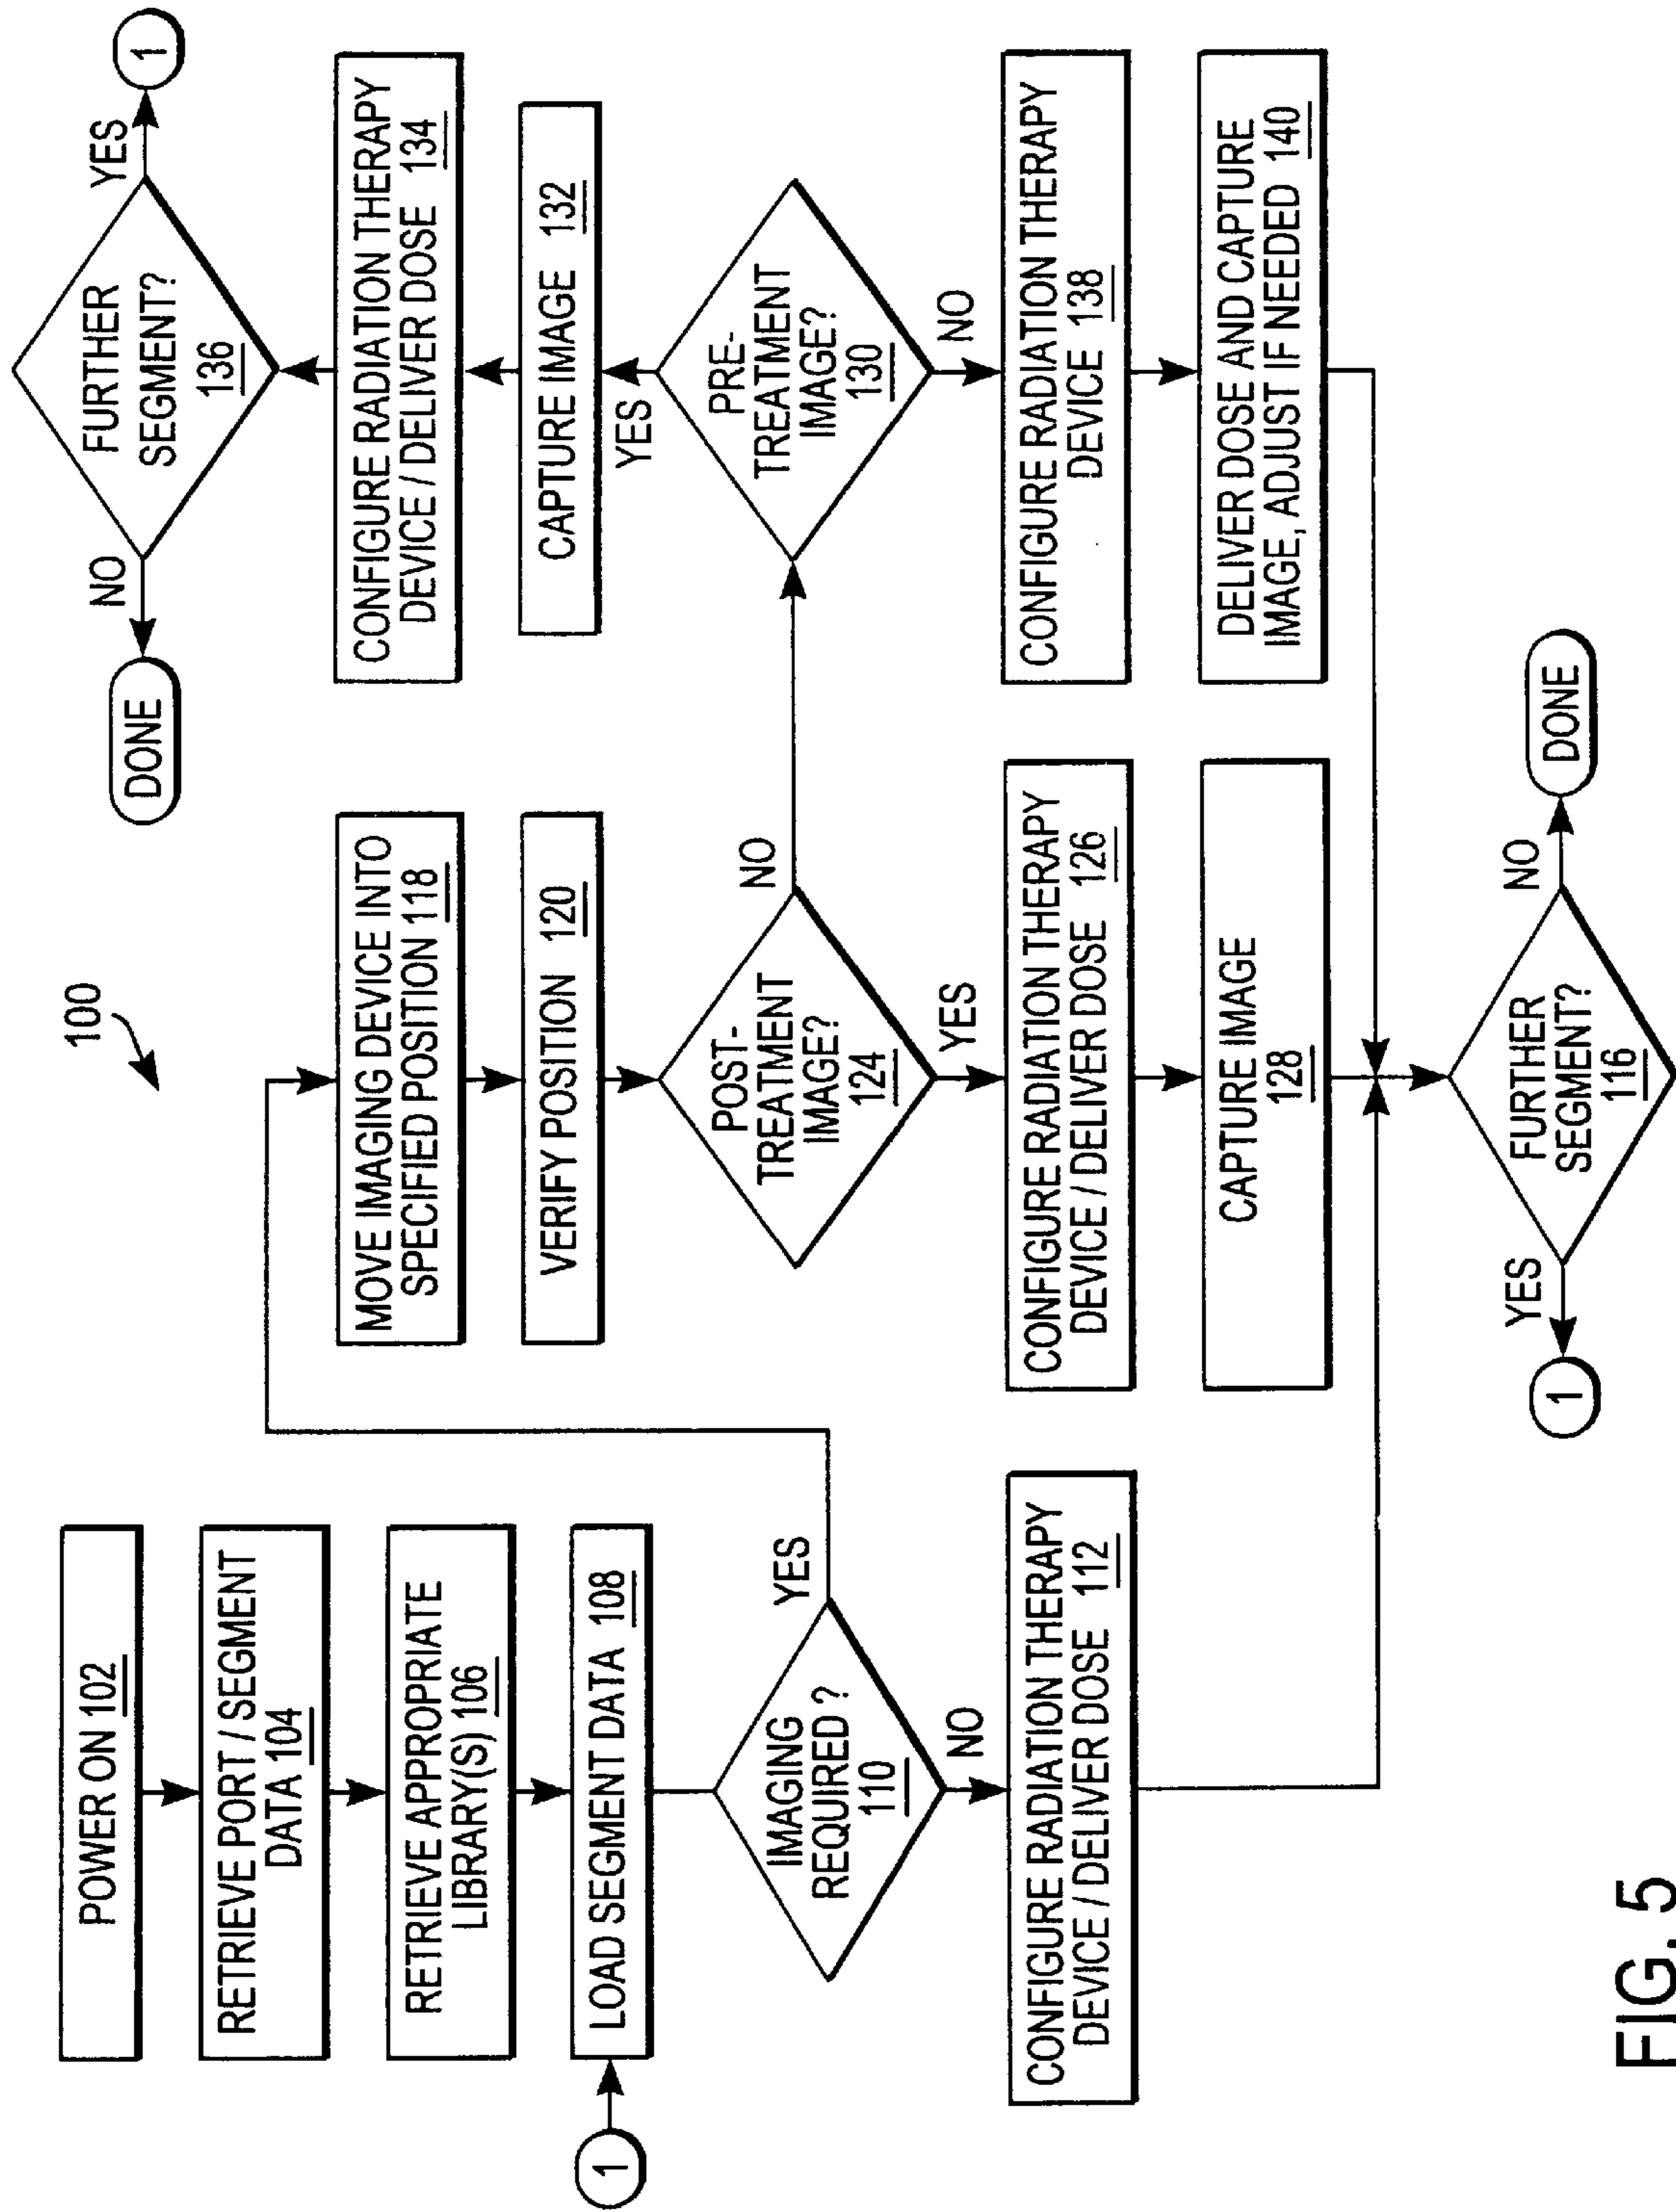 100
POWER ON 102
RETRIEVE PORT / SEGMENT
DATA 104
RETRIEVE APPROPRIATE
LIBRARY(S) 106
1
LOAD SEGMENT DATA 108
IMAGING
REQUIRED ?
110
YES
NO
CONFIGURE RADIATION THERAPY
DEVICE / DELIVER DOSE 112
MOVE IMAGING DEVICE INTO
SPECIFIED POSITION 118
VERIFY POSITION 120
POST-
TREATMENT
IMAGE?
124
NO
YES
CONFIGURE RADIATION THERAPY
DEVICE / DELIVER DOSE 126
CAPTURE IMAGE
128
FURTHER
SEGMENT?
116
YES
1
NO
DONE
FURTHER
SEGMENT?
136
NO
DONE
YES
1
CONFIGURE RADIATION THERAPY
DEVICE / DELIVER DOSE 134
CAPTURE IMAGE 132
YES
PRE-
TREATMENT
IMAGE?
130
NO
CONFIGURE RADIATION THERAPY
DEVICE 138
DELIVER DOSE AND CAPTURE
IMAGE, ADJUST IF NEEDED 140
FIG. 5